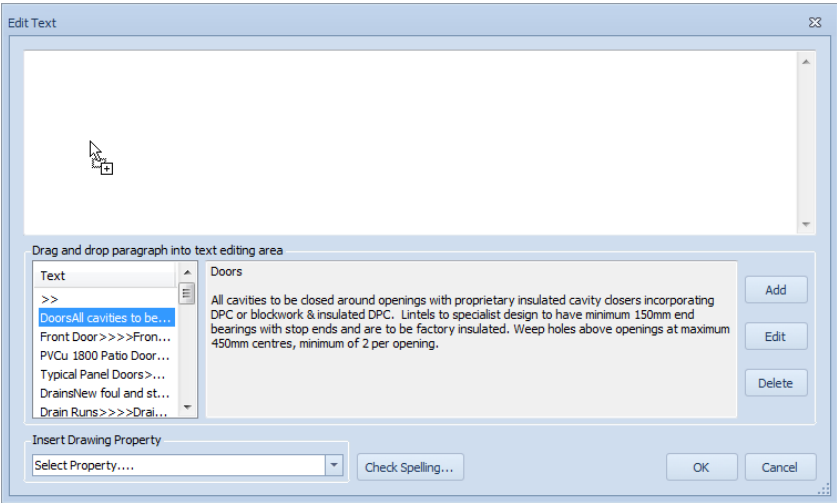 Edit Text
Drag and drop paragraph into text editing area
Text
>>
DoorsAll cavities to be...
Front Door>>>>Fron...
PVCu 1800 Patio Door...
Typical Panel Doors>...
DrainsNew foul and st...
Drain Runs>>>>Drai...
Doors
All cavities to be closed around openings with proprietary insulated cavity closers incorporating
DPC or blockwork & insulated DPC.  Lintels to specialist design to have minimum 150mm end
bearings with stop ends and are to be factory insulated. Weep holes above openings at maximum
450mm centres, minimum of 2 per opening.
Add
Edit
Delete
Insert Drawing Property
Select Property....
Check Spelling...
OK
Cancel